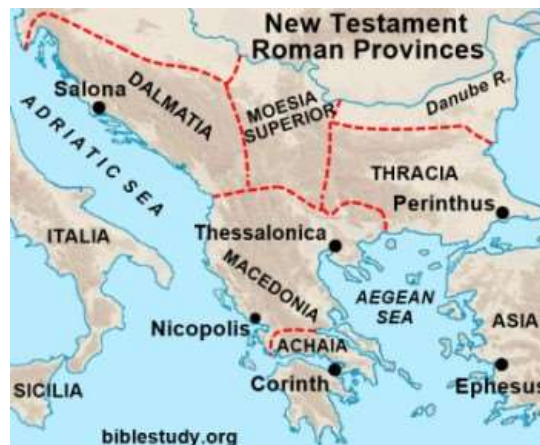 New Testament
Roman Provinces
Salona
DALMATIA
MOESIA
SUPERIOR
Danube R.
ADRIATIC SEA
THRACIA
Perinthus
ITALIA
Thessalonica
MACEDONIA
AEGEAN
SEA
ASIA
Nicopolis
ACHAIA
SICILIA
Corinth
Ephesus
biblestudy.org